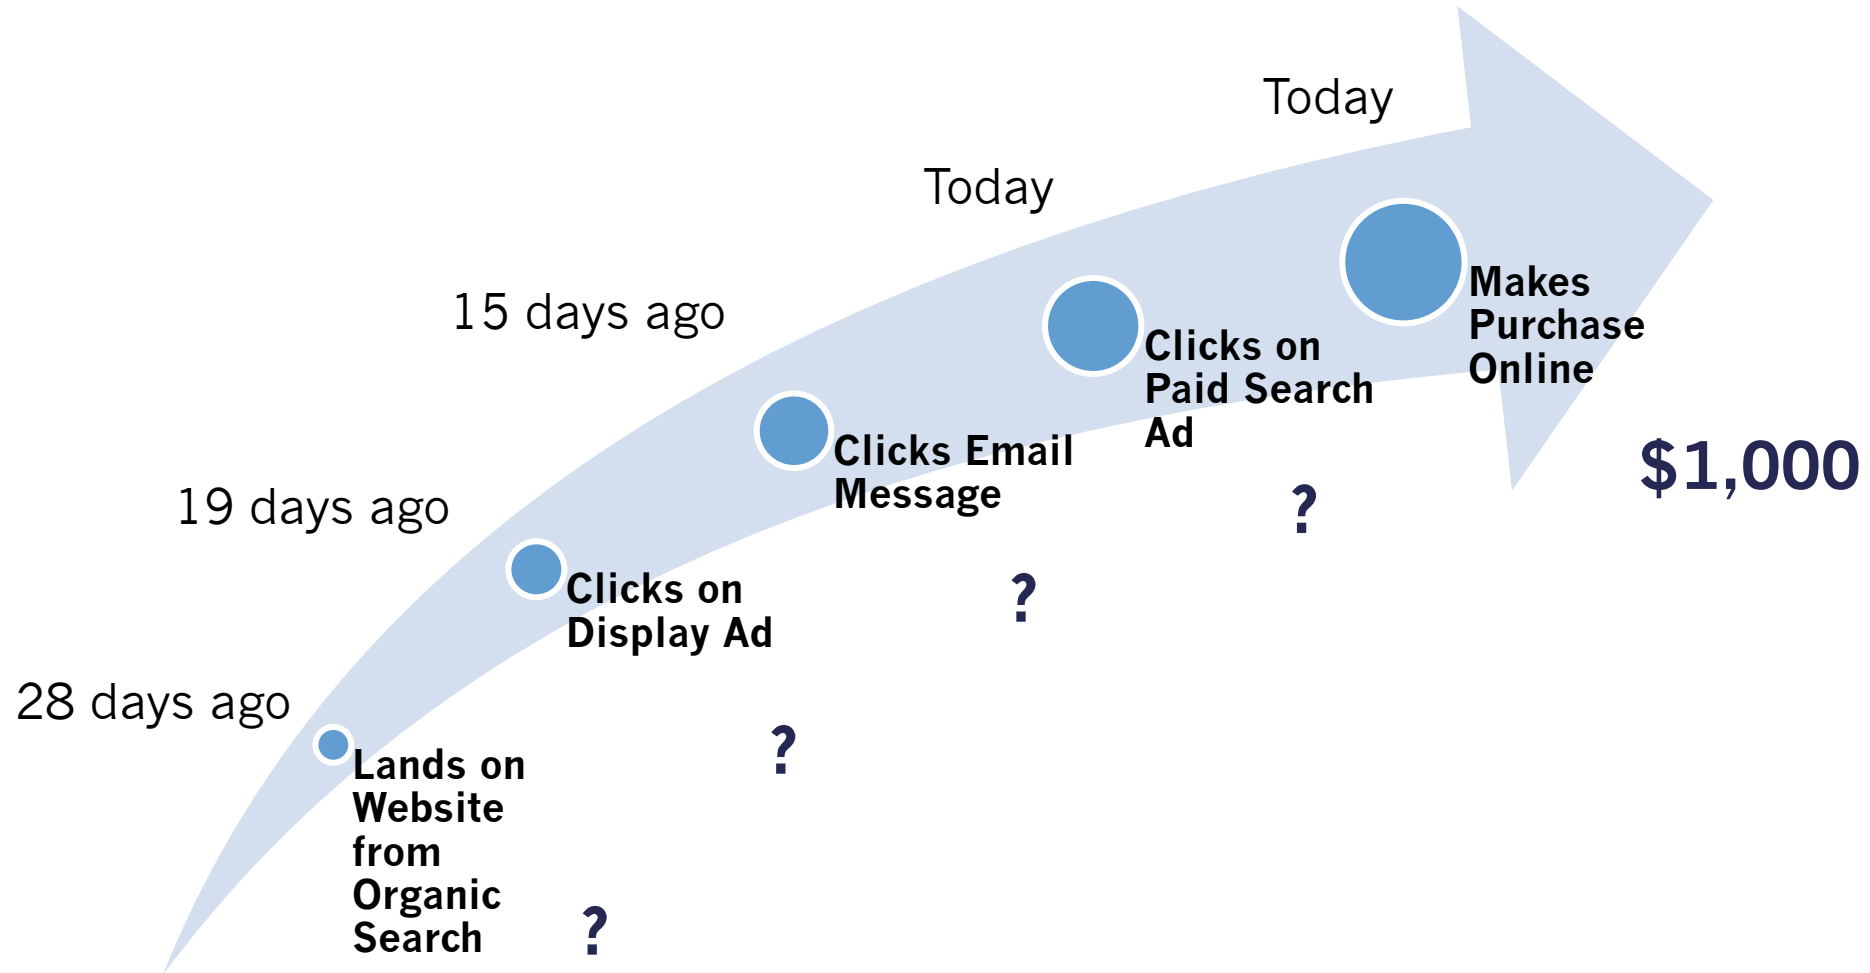 28 days ago
Lands on
Website
from
Organic
Search
?
19 days ago
Clicks on
Display Ad
?
15 days ago
Clicks Email
Message
?
Today
Clicks on
Paid Search
Ad
?
Today
Makes
Purchase
Online
$1,000